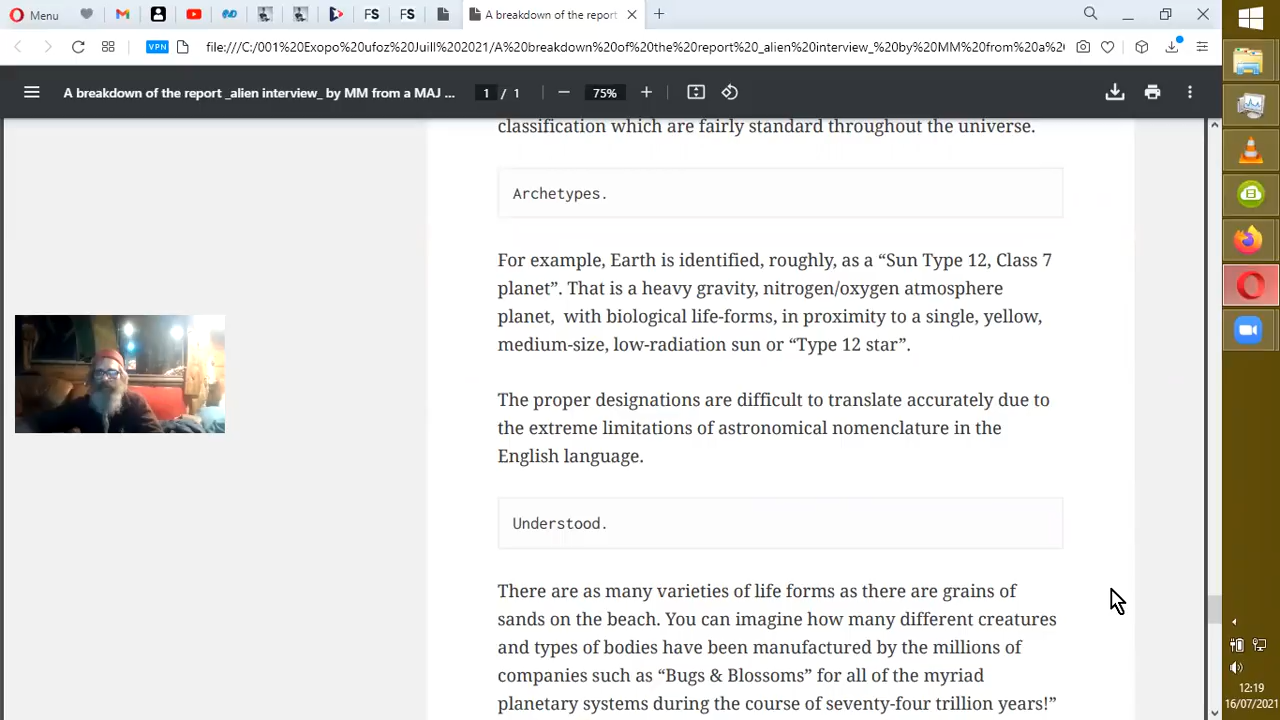 Menu
FS
FS
A breakdown of the report
VPN
file:///C:/001%20Exopo%20ufoz%20Juill%202021/A%20breakdown%20of%20the%20report%20_alien%20interview_%20by%20MM%20from%20a%2(
A breakdown of the report _alien interview_ by MM from a MAJ ...
1 / 1
75%
classification which are fairly standard throughout the universe.
Archetypes.
For example, Earth is identified, roughly, as a “Sun Type 12, Class 7
planet”. That is a heavy gravity, nitrogen/oxygen atmosphere
planet, with biological life-forms, in proximity to a single, yellow,
medium-size, low-radiation sun or “Type 12 star”.
The proper designations are difficult to translate accurately due to
the extreme limitations of astronomical nomenclature in the
English language.
Understood.
There are as many varieties of life forms as there are grains of
sands on the beach. You can imagine how many different creatures
and types of bodies have been manufactured by the millions of
companies such as “Bugs & Blossoms” for all of the myriad
planetary systems during the course of seventy-four trillion years!”
12:19
16/07/2021